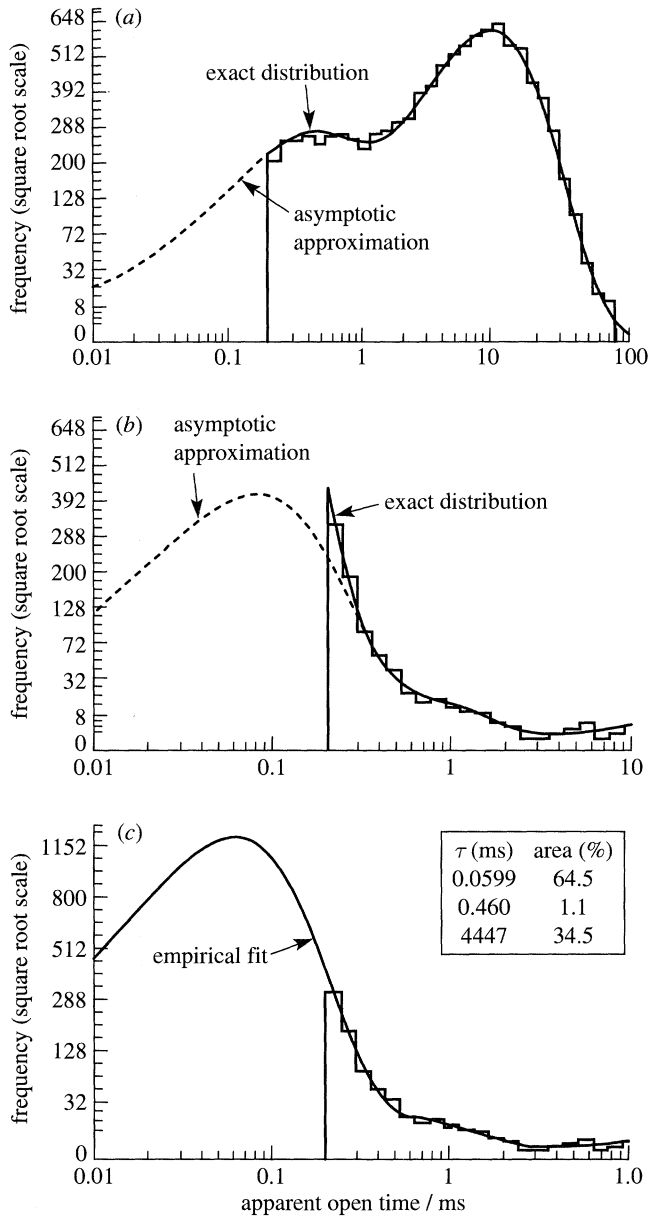 (a)
648
512
392
288
200
128
72
32
8
0
frequency (square root scale)
exact distribution
asymptotic
approximation
0.01 0.1 1 10 100
(b)
648
512
392
288
200
128
72
32
8
0
frequency (square root scale)
asymptotic
approximation
exact distribution
0.01 0.1 1 10
(c)
1152
800
512
288
128
32
0
frequency (square root scale)
empirical fit
τ (ms) area (%)
0.0599 64.5
0.460 1.1
4447 34.5
0.01 0.1 1 1.0
apparent open time / ms